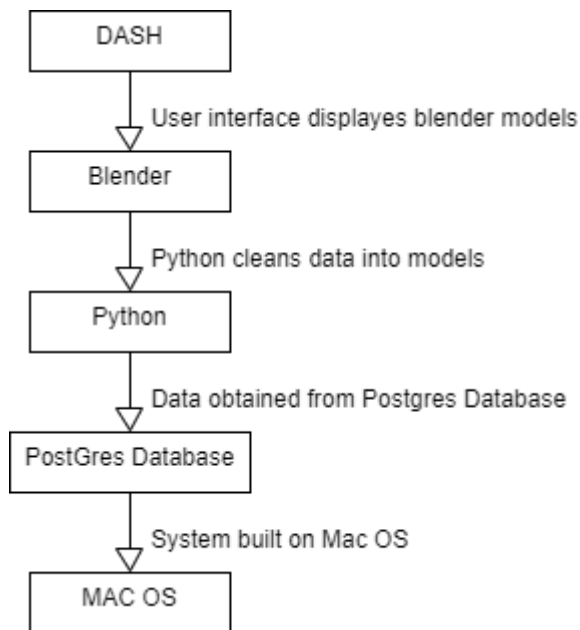 DASH
User interface displayes blender models
Blender
Python cleans data into models
Python
Data obtained from Postgres Database
PostGres Database
System built on Mac OS
MAC OS